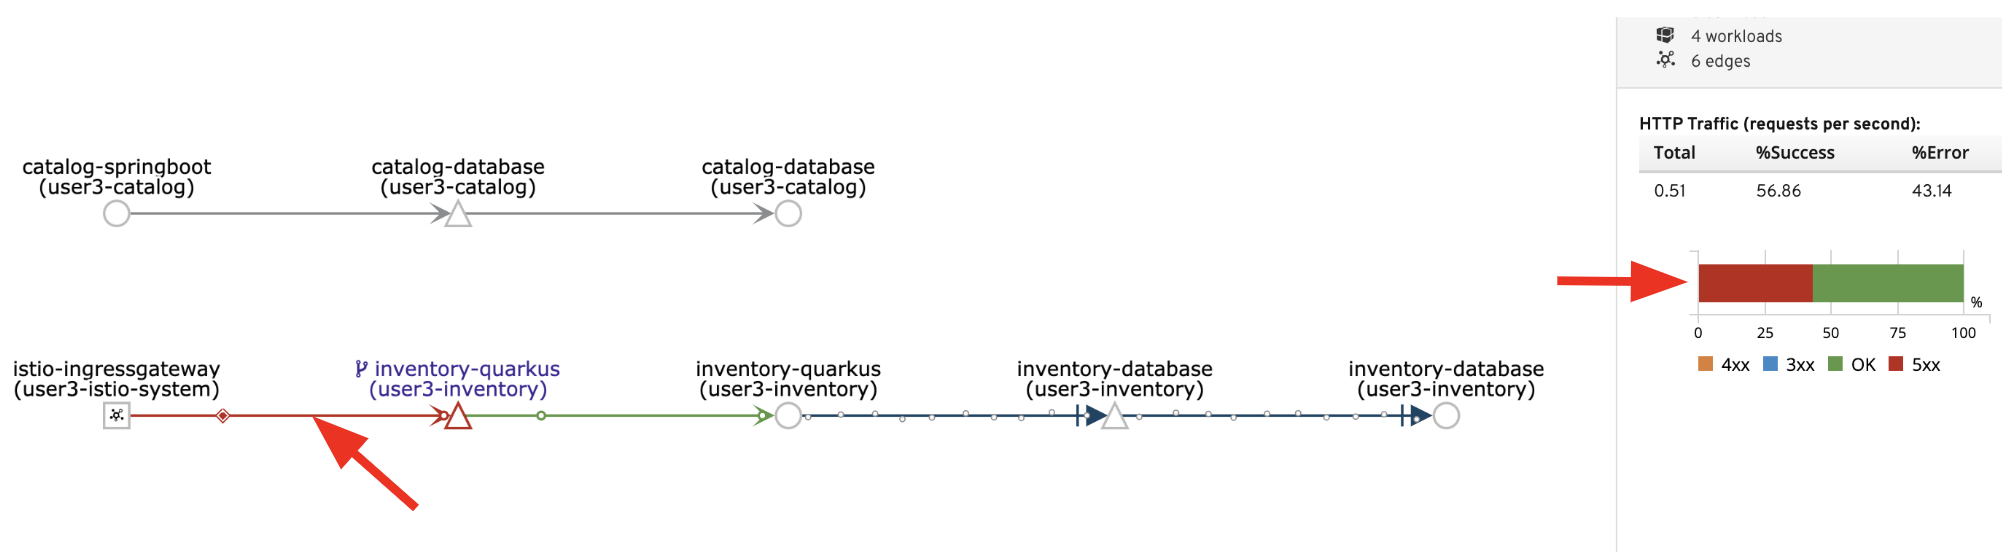 4 workloads
6 edges
HTTP Traffic (requests per second):
Total %Success %Error
0.51 56.86 43.14
%
0 25 50 75 100
4xx 3xx OK 5xx
catalog-springboot
(user3-catalog)
catalog-database
(user3-catalog)
catalog-database
(user3-catalog)
istio-ingressgateway
(user3-istio-system)
inventory-quarkus
(user3-inventory)
inventory-quarkus
(user3-inventory)
inventory-database
(user3-inventory)
inventory-database
(user3-inventory)